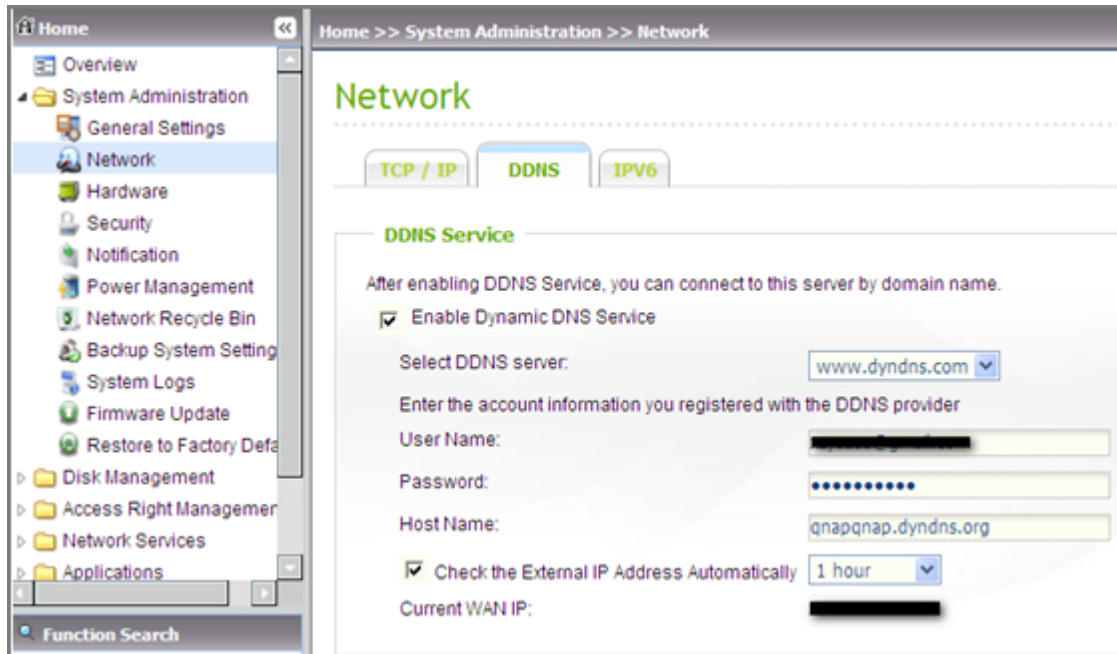 Home
Overview
System Administration
General Settings
Network
Hardware
Security
Notification
Power Management
Network Recycle Bin
Backup System Setting
System Logs
Firmware Update
Restore to Factory Defa
Disk Management
Access Right Managemen
Network Services
Applications
Function Search
Home >> System Administration >> Network
Network
TCP / IP DDNS IPV6
DDNS Service
After enabling DDNS Service, you can connect to this server by domain name.
Enable Dynamic DNS Service
Select DDNS server: www.dyndns.com
Enter the account information you registered with the DDNS provider
User Name:
Password: ••••••••••
Host Name: qnapqnap.dyndns.org
Check the External IP Address Automatically 1 hour
Current WAN IP: